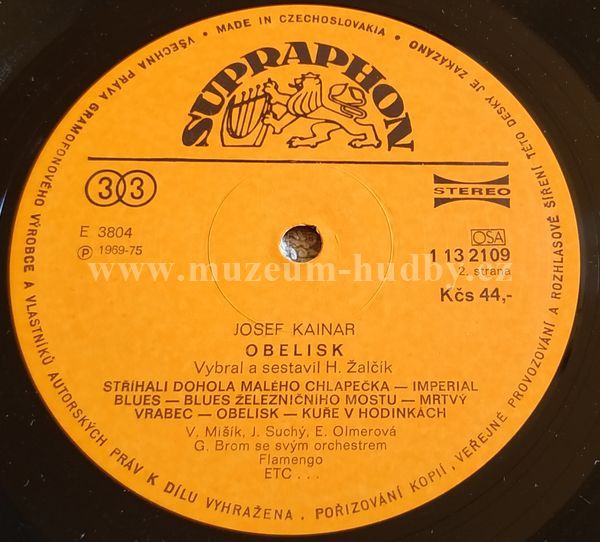 VŠECHNA PRÁVA GRAMOFONOVÉHO VÝROBCE A VLASTNÍKŮ AUTORSKÝCH PRÁV K DÍLU VYHRAŽENA. POŘIZOVÁNÍ KOPIÍ, VEŘEJNÉ PROVOZOVÁNÍ A ROZHLASOVÉ ŠÍŘENÍ TÉTO DESKY JE ZAKÁZÁNO
• MADE IN CZECHOSLOVAKIA •
SUPRAPHON
33
STEREO
E 3804
OSA
Ⓟ 1969-75
1 13 2109
www.muzeum-hudby.cz
2. strana
Kčs 44,-
JOSEF KAINAR
OBELISK
Vybral a sestavil H. Žalčík
STŘÍHALI DOHOLA MALÉHO CHLAPEČKA — IMPERIAL
BLUES — BLUES ŽELEZNIČNÍHO MOSTU — MRTVÝ
VRABEC — OBELISK — KUŘE V HODINKÁCH
V. Mišík, J. Suchý, E. Olmerová
G. Brom se svým orchestrem
Flamengo
ETC . . .